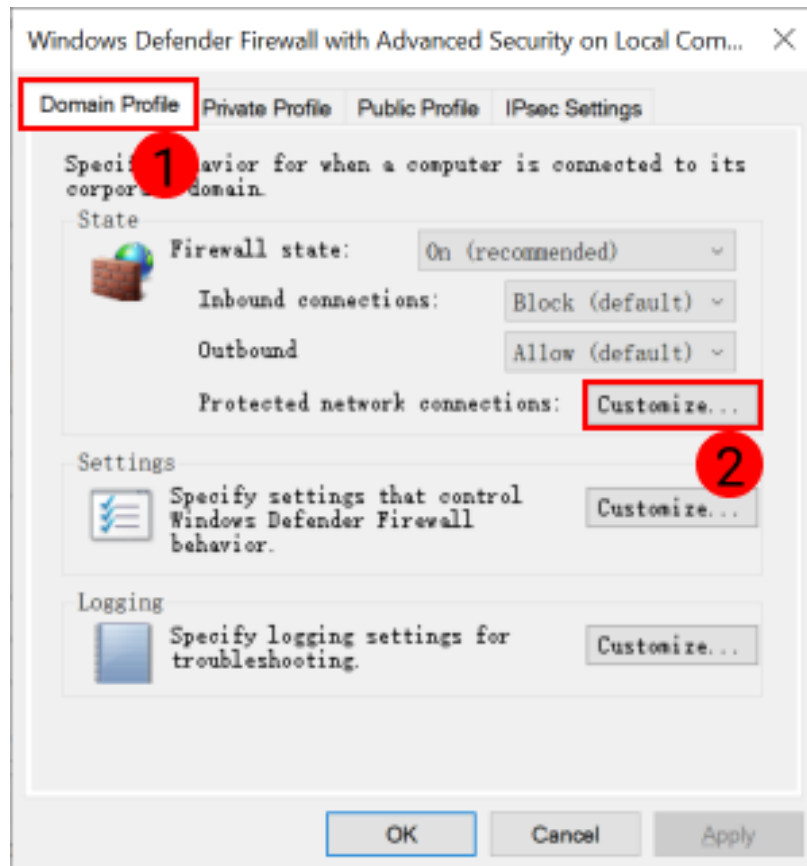 Windows Defender Firewall with Advanced Security on Local Com...
Domain Profile Private Profile Public Profile IPsec Settings
1
for when a computer is connected to its
domain.
State
Firewall state: On (recommended)
Inbound connections: Block (default)
Outbound Allow (default)
Protected network connections: Customize...
2
Settings
Specify settings that control
Windows Defender Firewall
behavior.
Customize...
Logging
Specify logging settings for
troubleshooting.
Customize...
OK Cancel Apply